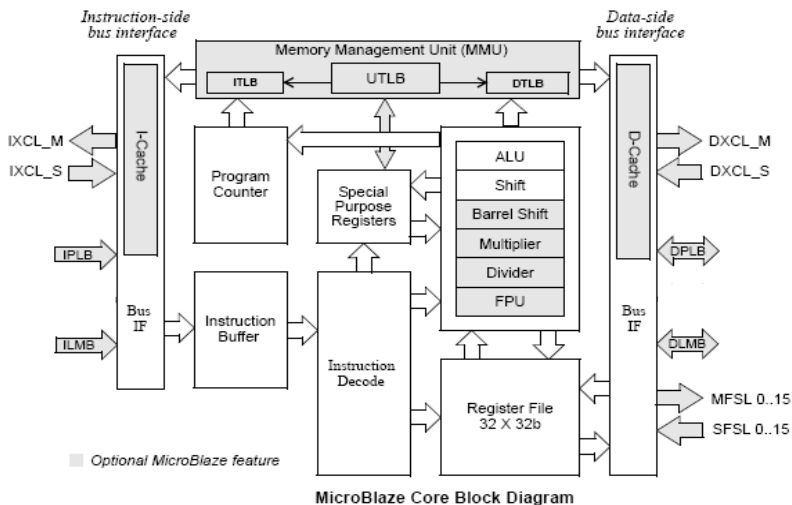 Instruction-side
bus interface
Data-side
bus interface
Memory Management Unit (MMU)
ITLB
UTLB
DTLB
IXCL_M
IXCL_S
I-Cache
Program
Counter
Special
Purpose
Registers
ALU
Shift
Barrel Shift
Multiplier
Divider
FPU
D-Cache
DXCL_M
DXCL_S
IPLB
ILMB
Bus
IF
Instruction
Buffer
Instruction
Decode
Register File
32 X 32b
Bus
IF
DPLB
DLMB
MFSL 0..15
SFSL 0..15
Optional MicroBlaze feature
MicroBlaze Core Block Diagram